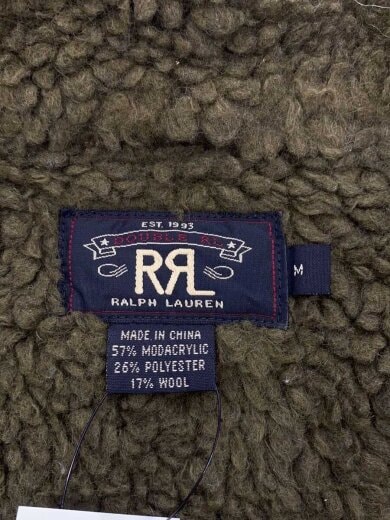 EST. 1993
DOUBLE RL
RRL
RALPH LAUREN
M
MADE IN CHINA
57% MODACRYLIC
26% POLYESTER
17% WOOL